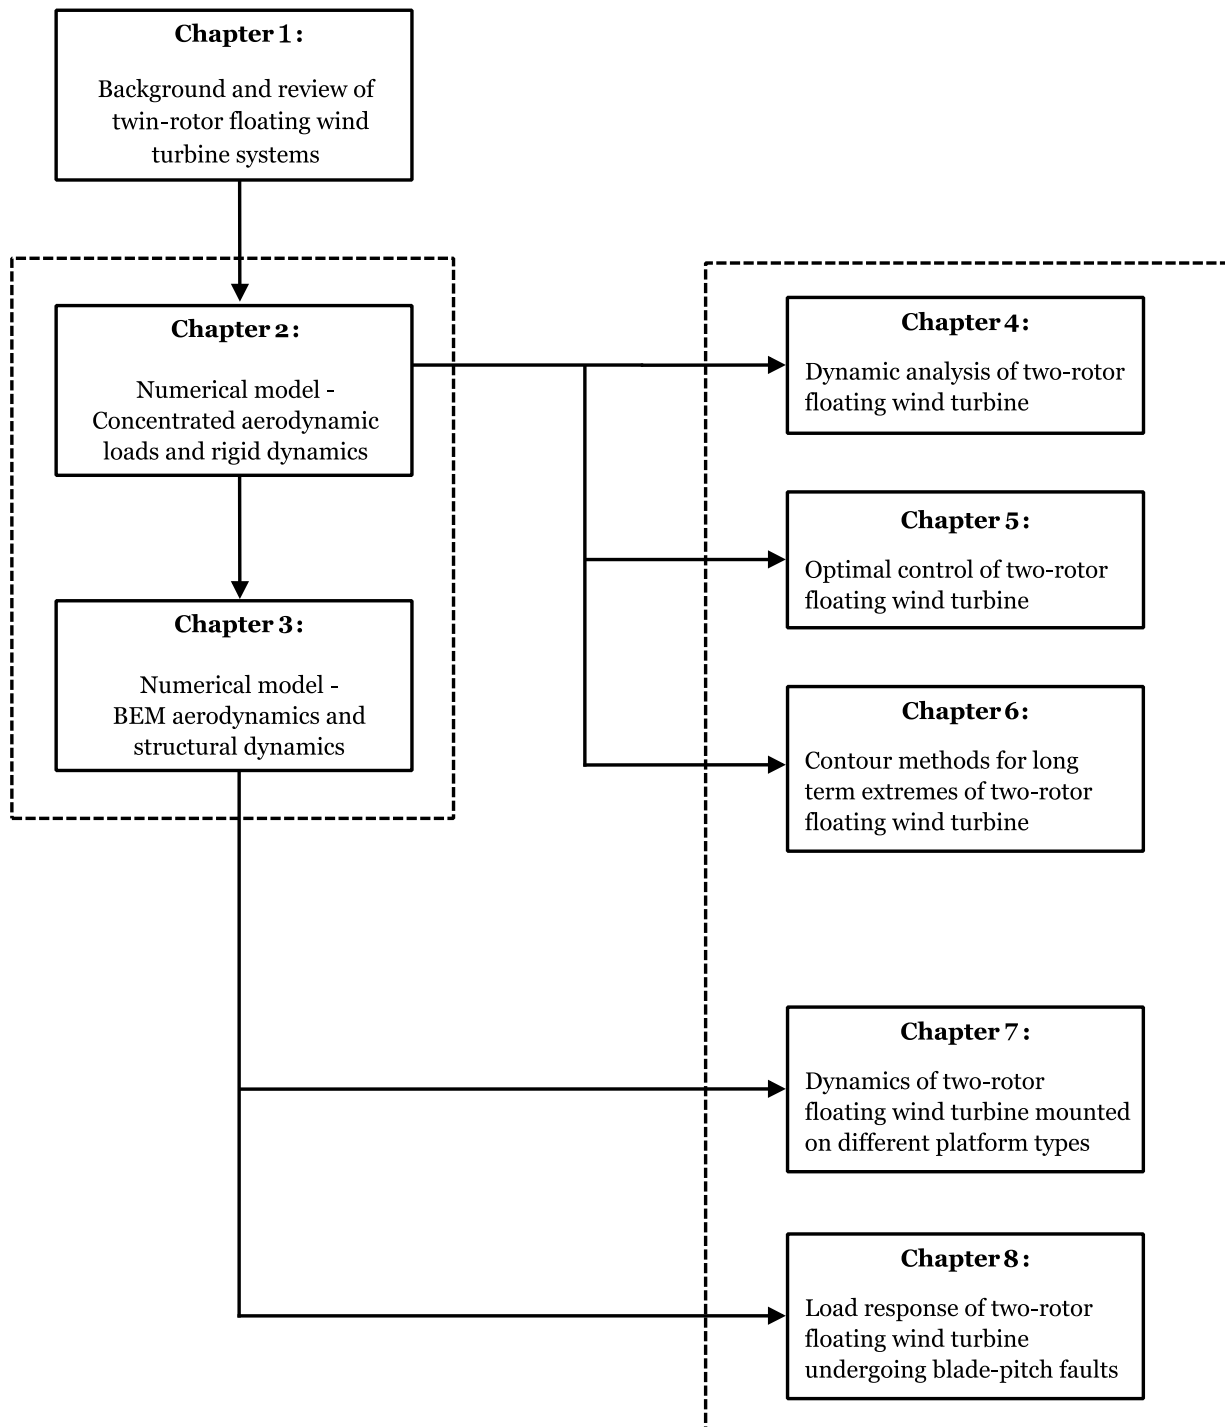 Chapter 1:
Background and review of
twin-rotor floating wind
turbine systems
Chapter 2:
Numerical model -
Concentrated aerodynamic
loads and rigid dynamics
Chapter 3:
Numerical model -
BEM aerodynamics and
structural dynamics
Chapter 4:
Dynamic analysis of two-rotor
floating wind turbine
Chapter 5:
Optimal control of two-rotor
floating wind turbine
Chapter 6:
Contour methods for long
term extremes of two-rotor
floating wind turbine
Chapter 7:
Dynamics of two-rotor
floating wind turbine mounted
on different platform types
Chapter 8:
Load response of two-rotor
floating wind turbine
undergoing blade-pitch faults